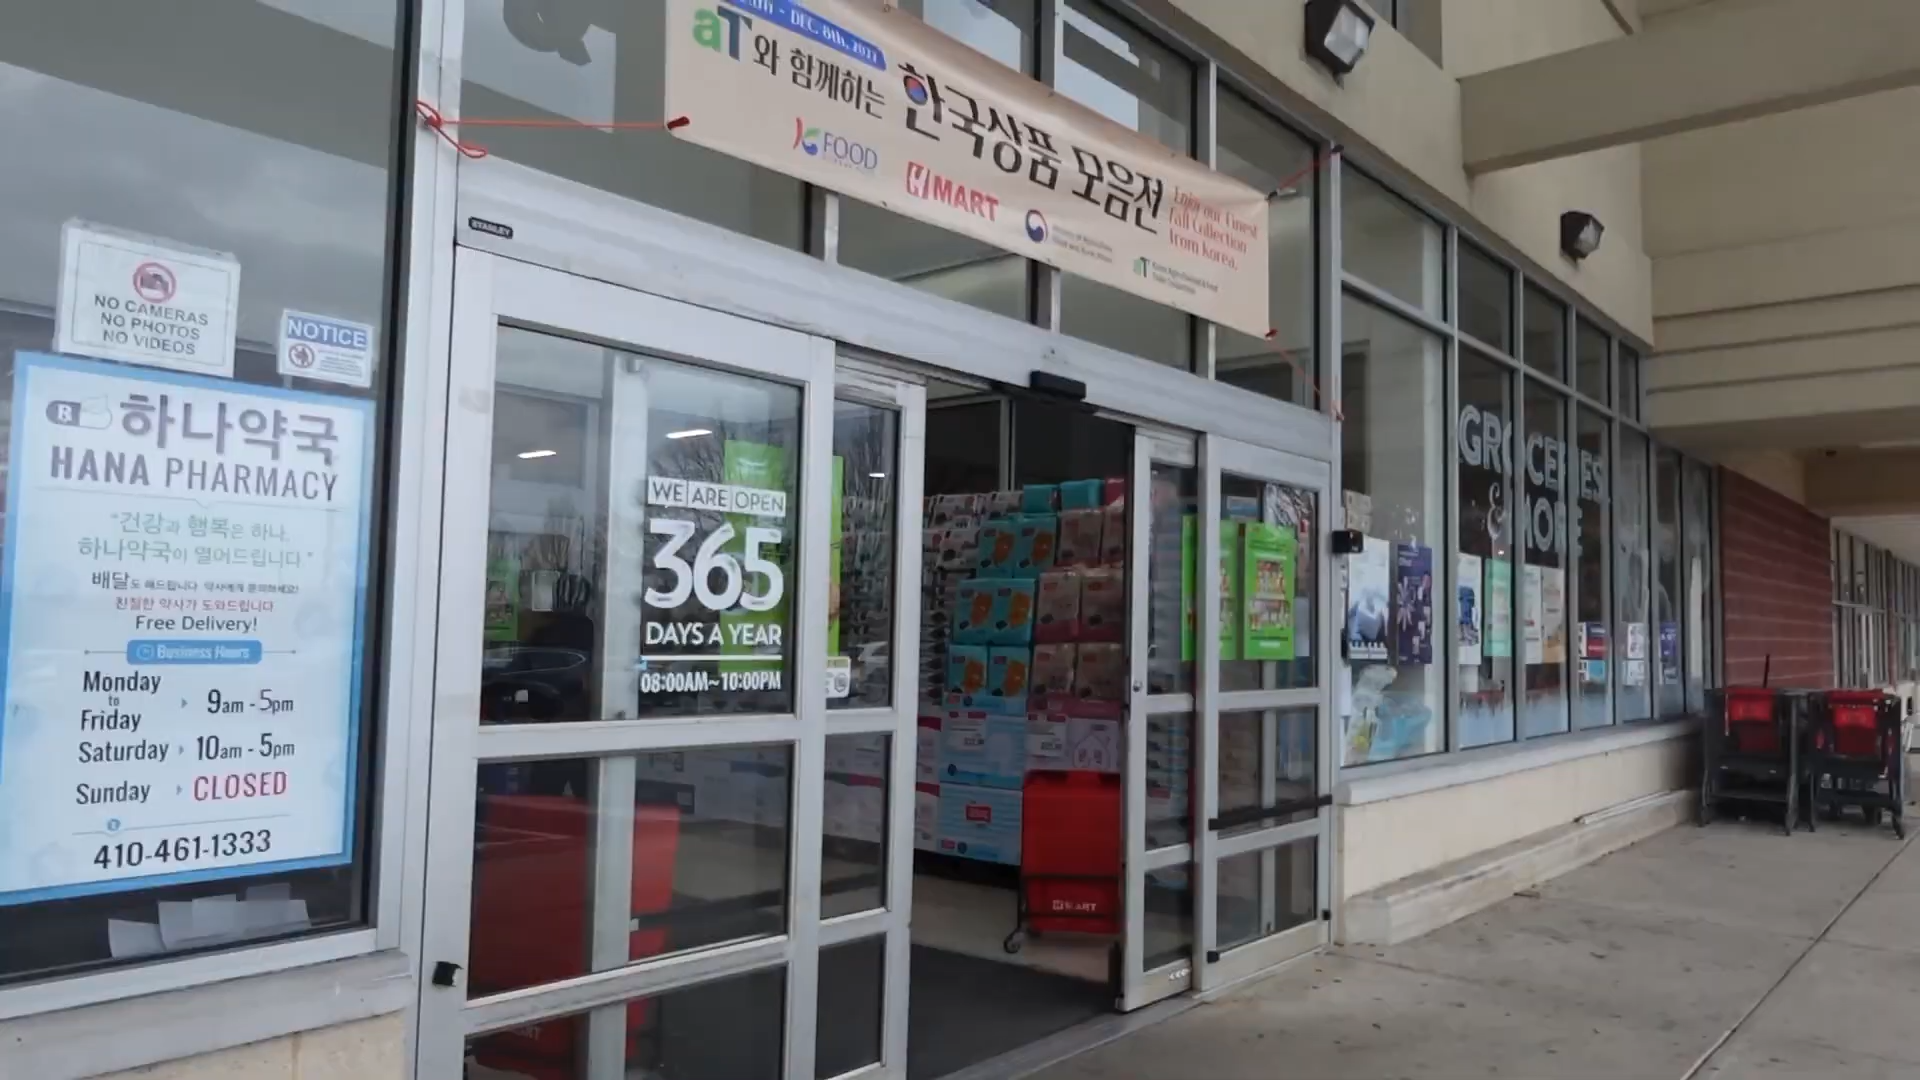 DEC. 8th, 2022
aT와 함께하는 한국상품 모음전
K FOOD
H MART
Enjoy our Finest
Fall Collection
from Korea.
aT
STANLEY
NO CAMERAS
NO PHOTOS
NO VIDEOS
NOTICE
하나약국
HANA PHARMACY
"건강과 행복은 하나,
하나약국이 열어드립니다"
배달도 해드립니다 약사에게 문의하세요!
친절한 약사가 도와드립니다
Free Delivery!
Business Hours
Monday
to
Friday
9am - 5pm
Saturday 10am - 5pm
Sunday CLOSED
410-461-1333
WE ARE OPEN
365
DAYS A YEAR
08:00AM~10:00PM
GROCERIES
& MORE
H MART